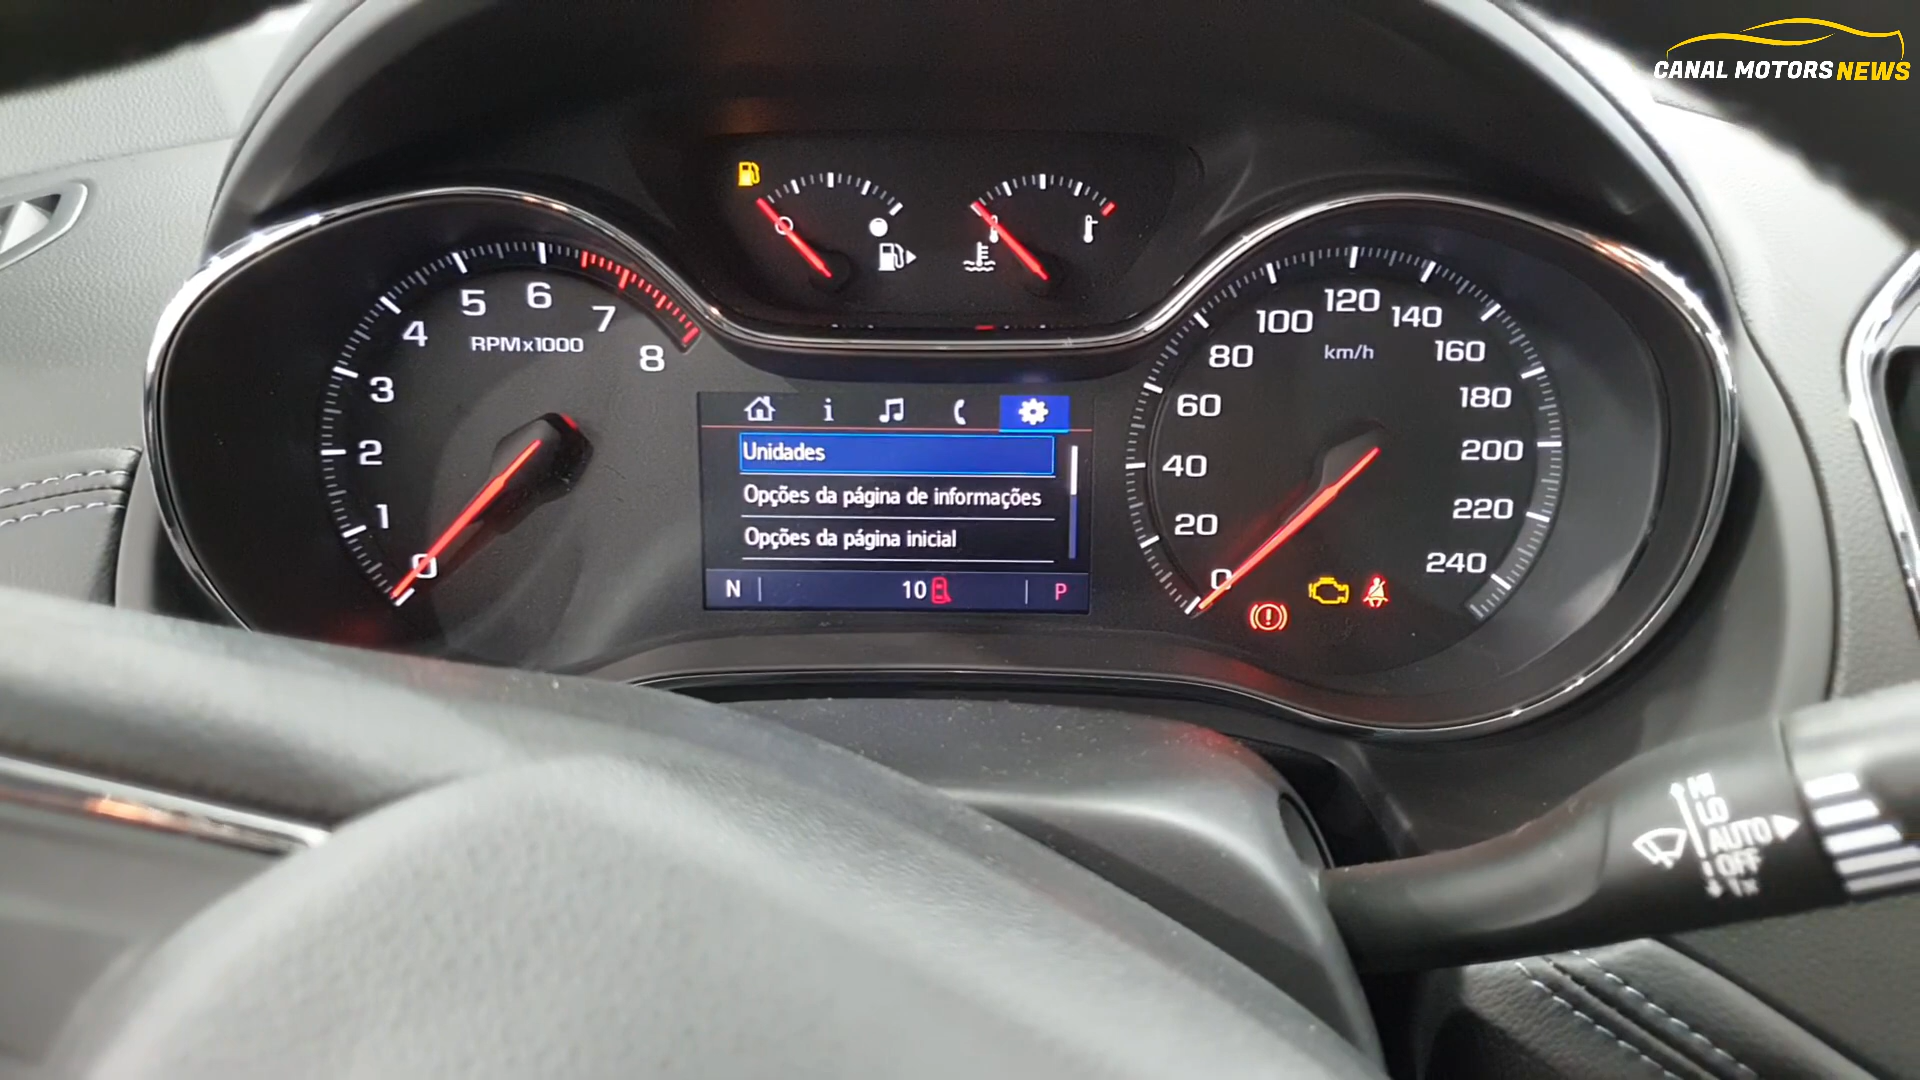 CANAL MOTORS NEWS
1
2
3
4
5
6
7
8
0
RPMx1000
i
Unidades
Opções da página de informações
Opções da página inicial
N
10
P
0
20
40
60
80
100
120
140
160
180
200
220
240
km/h
HI
LO
AUTO
OFF
1x